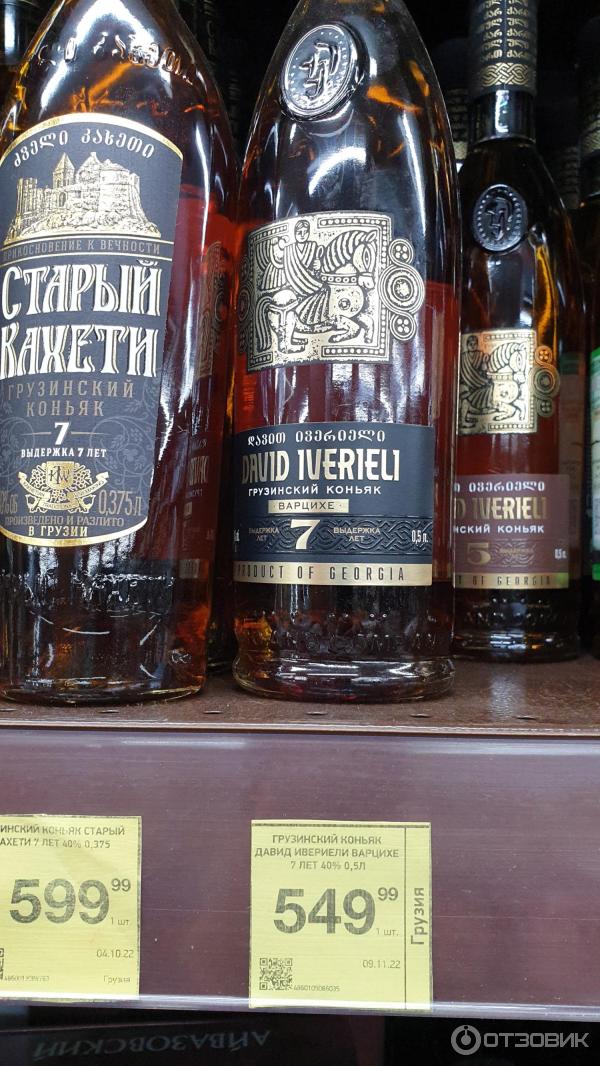 ძველი კახეთი
ПРИКОСНОВЕНИЕ К ВЕЧНОСТИ
СТАРЫЙ
КАХЕТИ
ГРУЗИНСКИЙ
КОНЬЯК
7
ВЫДЕРЖКА 7 ЛЕТ
0,375Л
ПРОИЗВЕДЕНО И РАЗЛИТО
В ГРУЗИИ
დავით ივერიელი
DAVID IVERIELI
ГРУЗИНСКИЙ КОНЬЯК
ВАРЦИХЕ
ВЫДЕРЖКА ЛЕТ 7 ВЫДЕРЖКА ЛЕТ 0,5Л.
PRODUCT OF GEORGIA
ივერიელი
IVERIELI
КОНЬЯК
5
OF GEORGIA
КОНЬЯК СТАРЫЙ
7 ЛЕТ 40% 0,375
599 99
1 шт.
04.10.22
Грузия
ГРУЗИНСКИЙ КОНЬЯК
ДАВИД ИВЕРИЕЛИ ВАРЦИХЕ
7 ЛЕТ 40% 0,5Л
549 99
1 шт.
09.11.22
4860105086035
Грузия
АЙВАЗОВСКИЙ
ОТЗОВИК